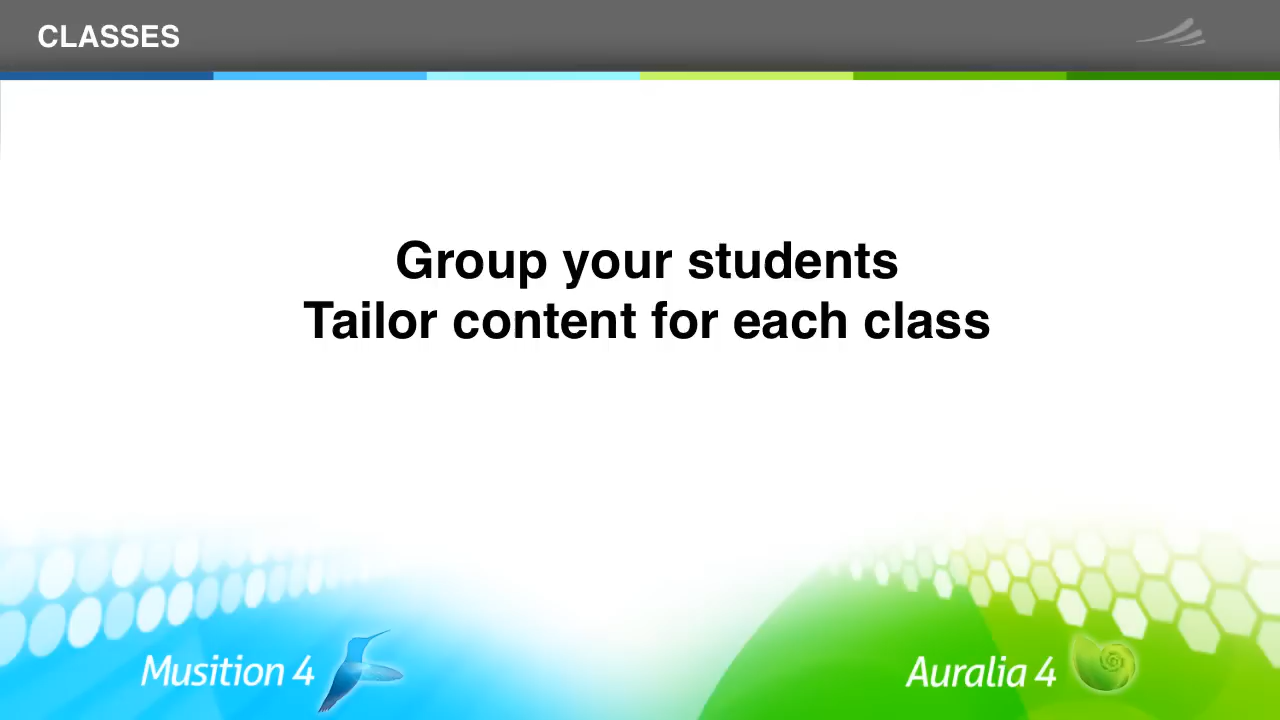 CLASSES
Group your students
Tailor content for each class
Musition 4
Auralia 4